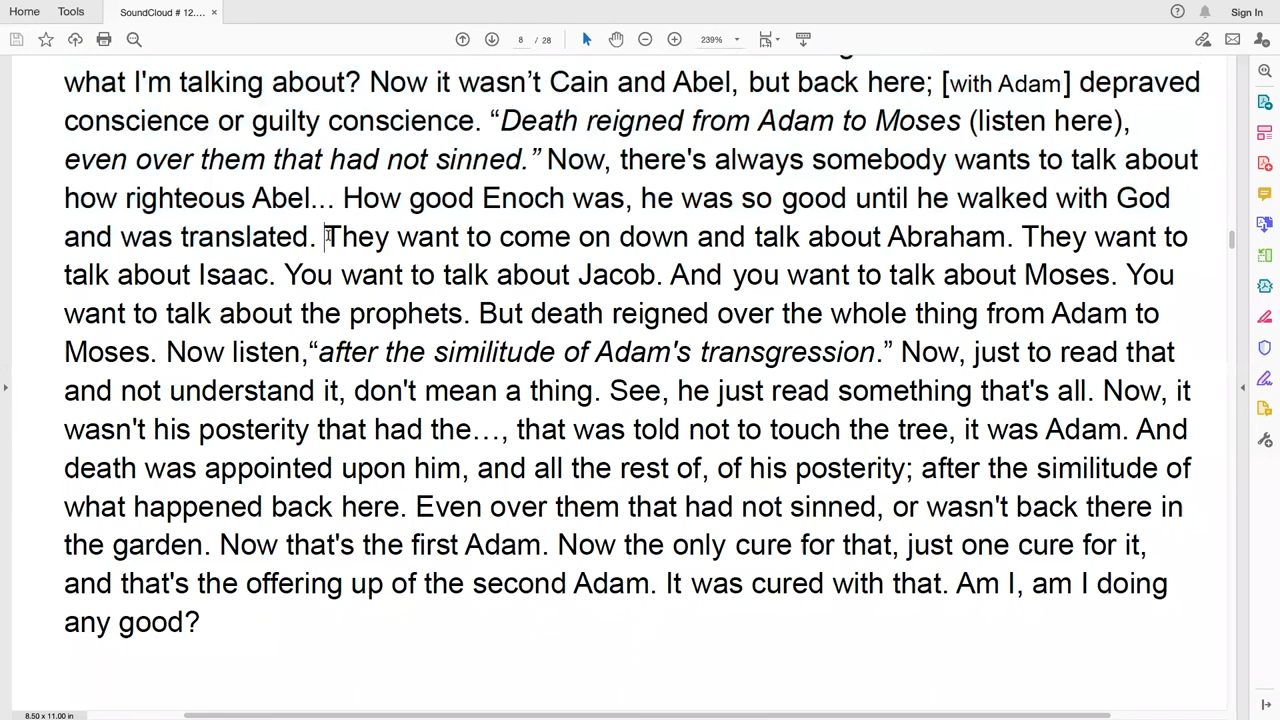 Home Tools SoundCloud # 12.... × Sign In
8 / 28 239%
what I'm talking about? Now it wasn’t Cain and Abel, but back here; [with Adam] depraved
conscience or guilty conscience. “Death reigned from Adam to Moses (listen here),
even over them that had not sinned.” Now, there's always somebody wants to talk about
how righteous Abel... How good Enoch was, he was so good until he walked with God
and was translated. They want to come on down and talk about Abraham. They want to
talk about Isaac. You want to talk about Jacob. And you want to talk about Moses. You
want to talk about the prophets. But death reigned over the whole thing from Adam to
Moses. Now listen,“after the similitude of Adam's transgression.” Now, just to read that
and not understand it, don't mean a thing. See, he just read something that's all. Now, it
wasn't his posterity that had the…, that was told not to touch the tree, it was Adam. And
death was appointed upon him, and all the rest of, of his posterity; after the similitude of
what happened back here. Even over them that had not sinned, or wasn't back there in
the garden. Now that's the first Adam. Now the only cure for that, just one cure for it,
and that's the offering up of the second Adam. It was cured with that. Am I, am I doing
any good?
8.50 x 11.00 in